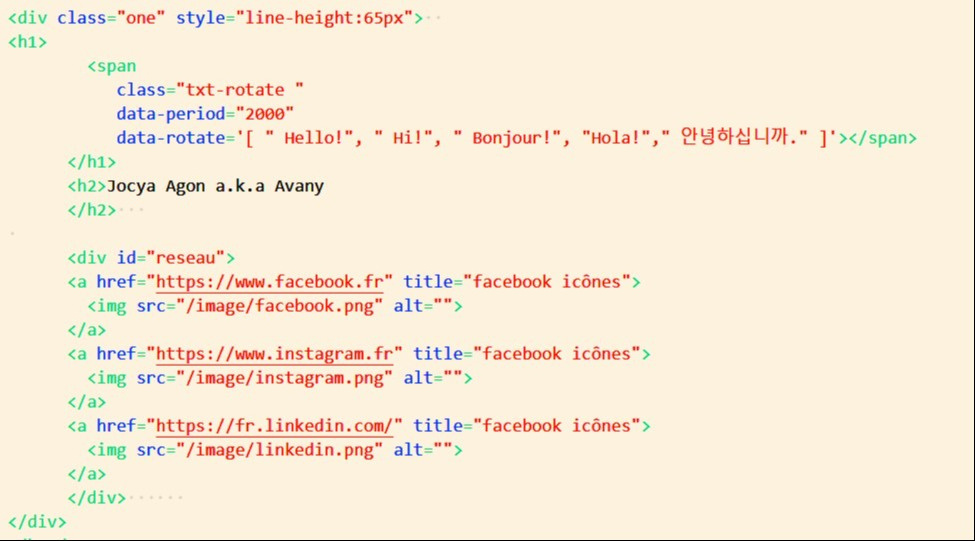 <div class="one" style="line-height:65px">
<h1>
<span
class="txt-rotate "
data-period="2000"
data-rotate='[ " Hello!", " Hi!", " Bonjour!", "Hola!"," 안녕하십니까." ]'></span>
</h1>
<h2>Jocya Agon a.k.a Avany
</h2>
<div id="reseau">
<a href="https://www.facebook.fr" title="facebook icônes">
<img src="/image/facebook.png" alt="">
</a>
<a href="https://www.instagram.fr" title="facebook icônes">
<img src="/image/instagram.png" alt="">
</a>
<a href="https://fr.linkedin.com/" title="facebook icônes">
<img src="/image/linkedin.png" alt="">
</a>
</div>
</div>